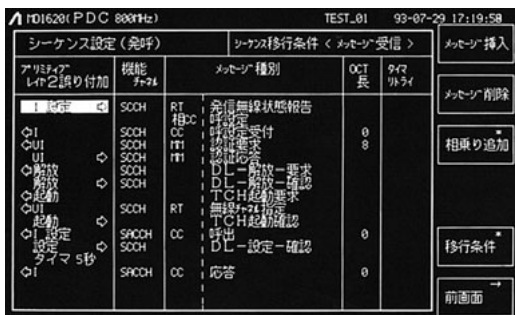 MD1620(PDC 800MHz) TEST_01 93-07-29 17:19:58
シーケンス設定(発呼) シーケンス移行条件 < メッセージ受信 >
メッセージ挿入
プリミティブ 機能 メッセージ種別 OCT タイマ
レイヤ2誤り付加 チャネル 長 リトライ
メッセージ削除
I 設定 ⇨ SCCH RT 発信無線状態報告
相CC 呼設定
⇦I SCCH CC 呼設定受付 0
⇦UI SCCH MM 認証要求 8
UI ⇨ SCCH MM 認証応答
⇦解放 SCCH DL-解放-要求
解放 ⇨ SCCH DL-解放-確認
⇦起動 TCH起動要求
⇦UI SCCH RT 無線チャネル指定
起動 ⇨ TCH起動確認
⇦I 設定 SACCH CC 呼出 0
設定 ⇨ SCCH DL-設定-確認
タイマ 5秒
⇦I SACCH CC 応答 0
*
相乗り追加
*
移行条件
→
前画面